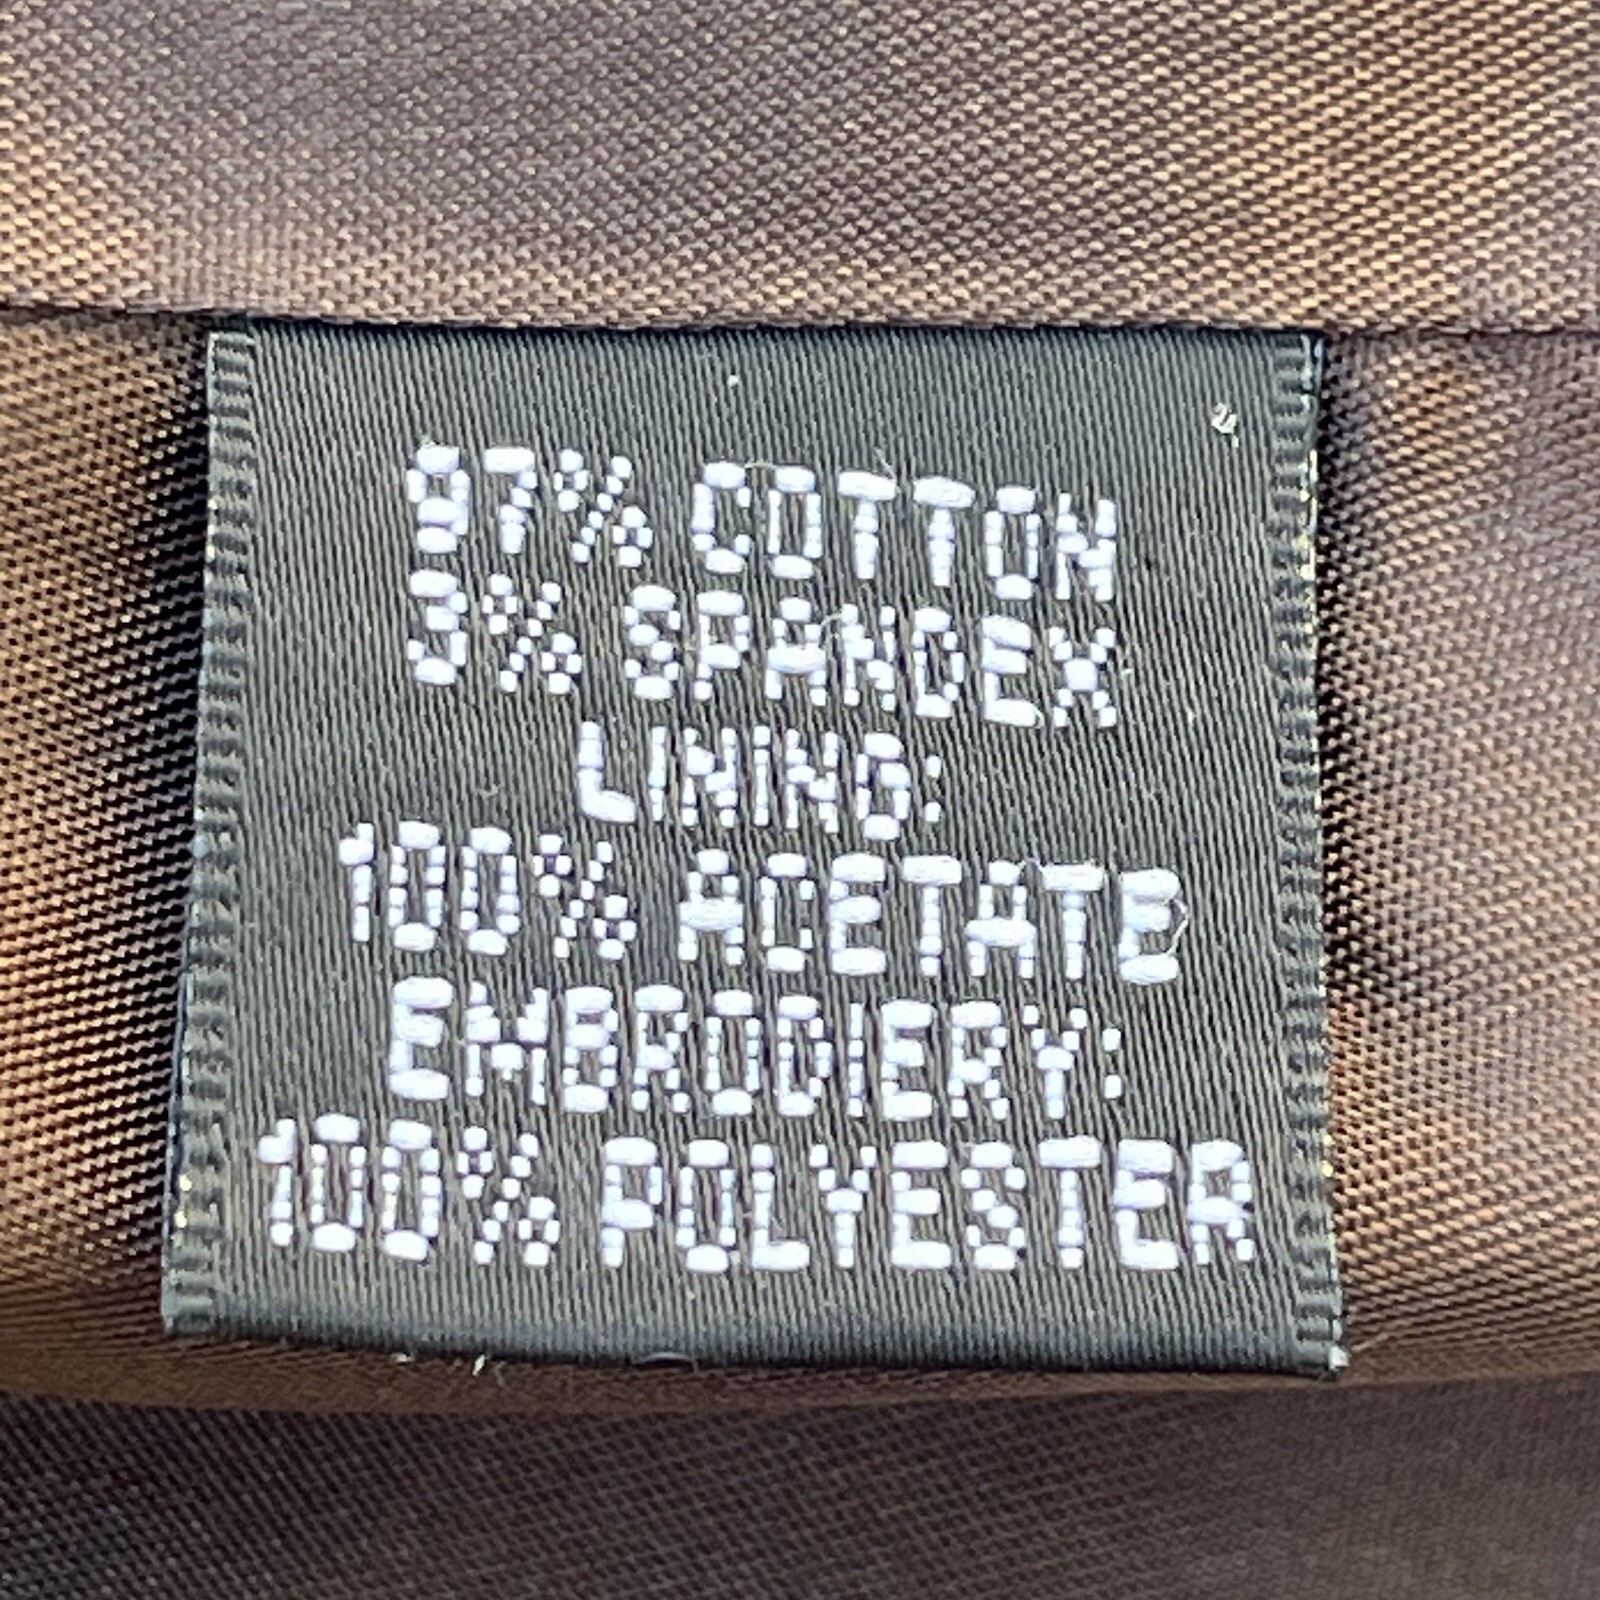 97% COTTON
3% SPANDEX
LINING:
100% ACETATE
EMBRODIERY:
100% POLYESTER